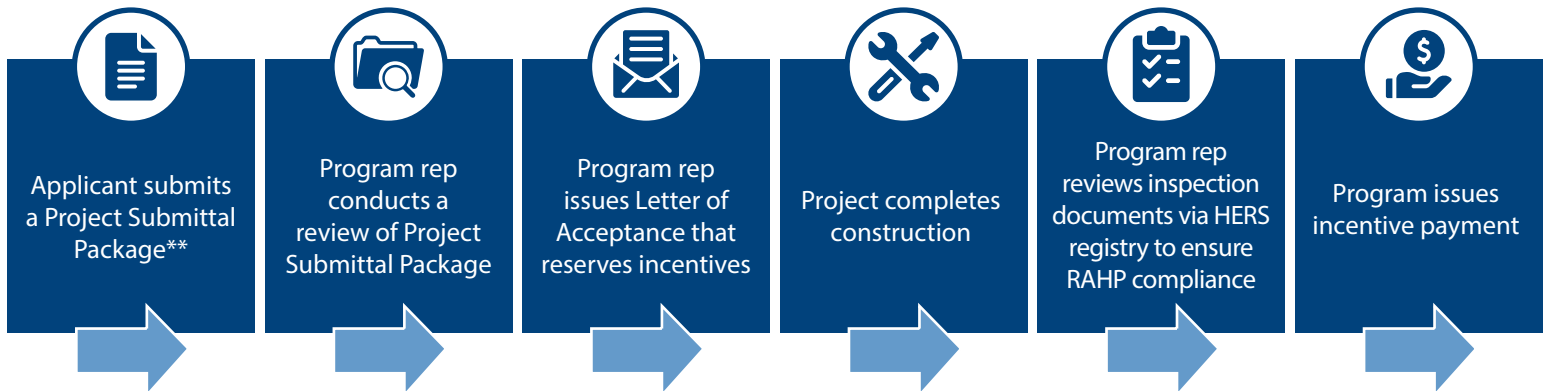 Applicant submits
a Project Submittal
Package**
Program rep
conducts a
review of Project
Submittal Package
Program rep
issues Letter of
Acceptance that
reserves incentives
Project completes
construction
Program rep
reviews inspection
documents via HERS
registry to ensure
RAHP compliance
$
Program issues
incentive payment